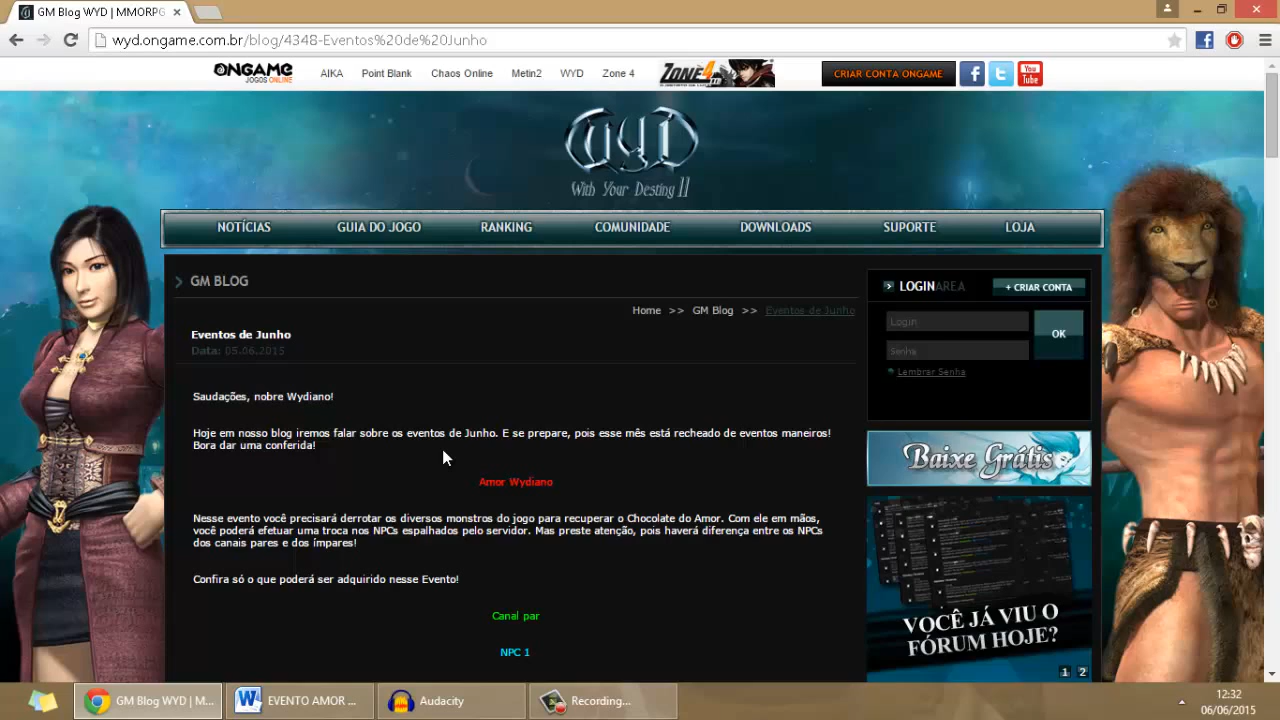 GM Blog WYD | MMORPG
wyd.ongame.com.br/blog/4348-Eventos%20de%20Junho
ONGAME
JOGOS ONLINE
Point Blank
Chaos Online
Metin2
WYD
Zone 4
ZONE4
CRIAR CONTA ONGAME
You Tube
WYD
With Your Destiny II
NOTÍCIAS
GUIA DO JOGO
RANKING
COMUNIDADE
DOWNLOADS
SUPORTE
LOJA
GM BLOG
Home >> GM Blog >> Eventos de Junho
Eventos de Junho
Data: 05.06.2015
Saudações, nobre Wydiano!
Hoje em nosso blog iremos falar sobre os eventos de Junho. E se prepare, pois esse mês está recheado de eventos maneiros!
Bora dar uma conferida!
Amor Wydiano
Nesse evento você precisará derrotar os diversos monstros do jogo para recuperar o Chocolate do Amor. Com ele em mãos,
você poderá efetuar uma troca nos NPCs espalhados pelo servidor. Mas preste atenção, pois haverá diferença entre os NPCs
dos canais pares e dos ímpares!
Confira só o que poderá ser adquirido nesse Evento!
Canal par
NPC 1
LOGINAREA
+ CRIAR CONTA
Login
Senha
OK
Lembrar Senha
Baixe Grátis
VOCÊ JÁ VIU O
FÓRUM HOJE?
1 2
GM Blog WYD | M...
EVENTO AMOR ...
Audacity
Recording...
12:32
06/06/2015